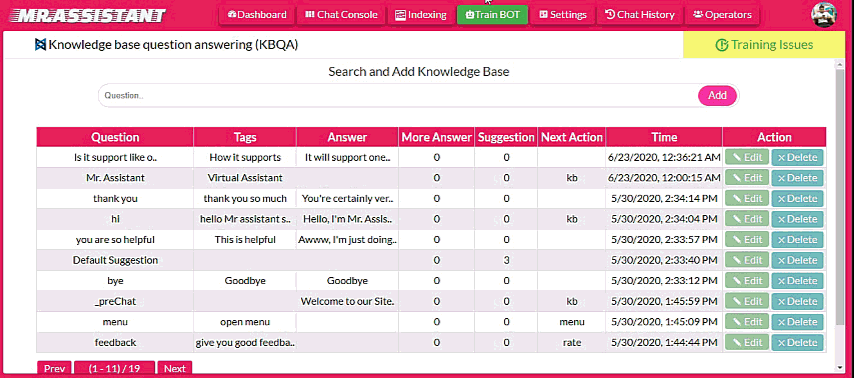 MR.ASSISTANT Dashboard Chat Console Indexing Train BOT Settings Chat History Operators
Knowledge base question answering (KBQA) Training Issues
Search and Add Knowledge Base
Question.. Add
Question Tags Answer More Answer Suggestion Next Action Time Action
Is it support like o.. How it supports It will support one.. 0 0 6/23/2020, 12:36:21 AM Edit Delete
Mr. Assistant Virtual Assistant 0 0 kb 6/23/2020, 12:00:15 AM Edit Delete
thank you thank you so much You're certainly ver.. 0 0 5/30/2020, 2:34:14 PM Edit Delete
hi hello Mr assistant s.. Hello, I'm Mr. Assis.. 0 0 kb 5/30/2020, 2:34:04 PM Edit Delete
you are so helpful This is helpful Awww, I'm just doing.. 0 0 5/30/2020, 2:33:57 PM Edit Delete
Default Suggestion 0 3 5/30/2020, 2:33:40 PM Edit Delete
bye Goodbye Goodbye 0 0 5/30/2020, 2:33:12 PM Edit Delete
_preChat Welcome to our Site. 0 0 kb 5/30/2020, 1:45:59 PM Edit Delete
menu open menu 0 0 menu 5/30/2020, 1:45:09 PM Edit Delete
feedback give you good feedba.. 0 0 rate 5/30/2020, 1:44:44 PM Edit Delete
Prev (1 - 11) / 19 Next